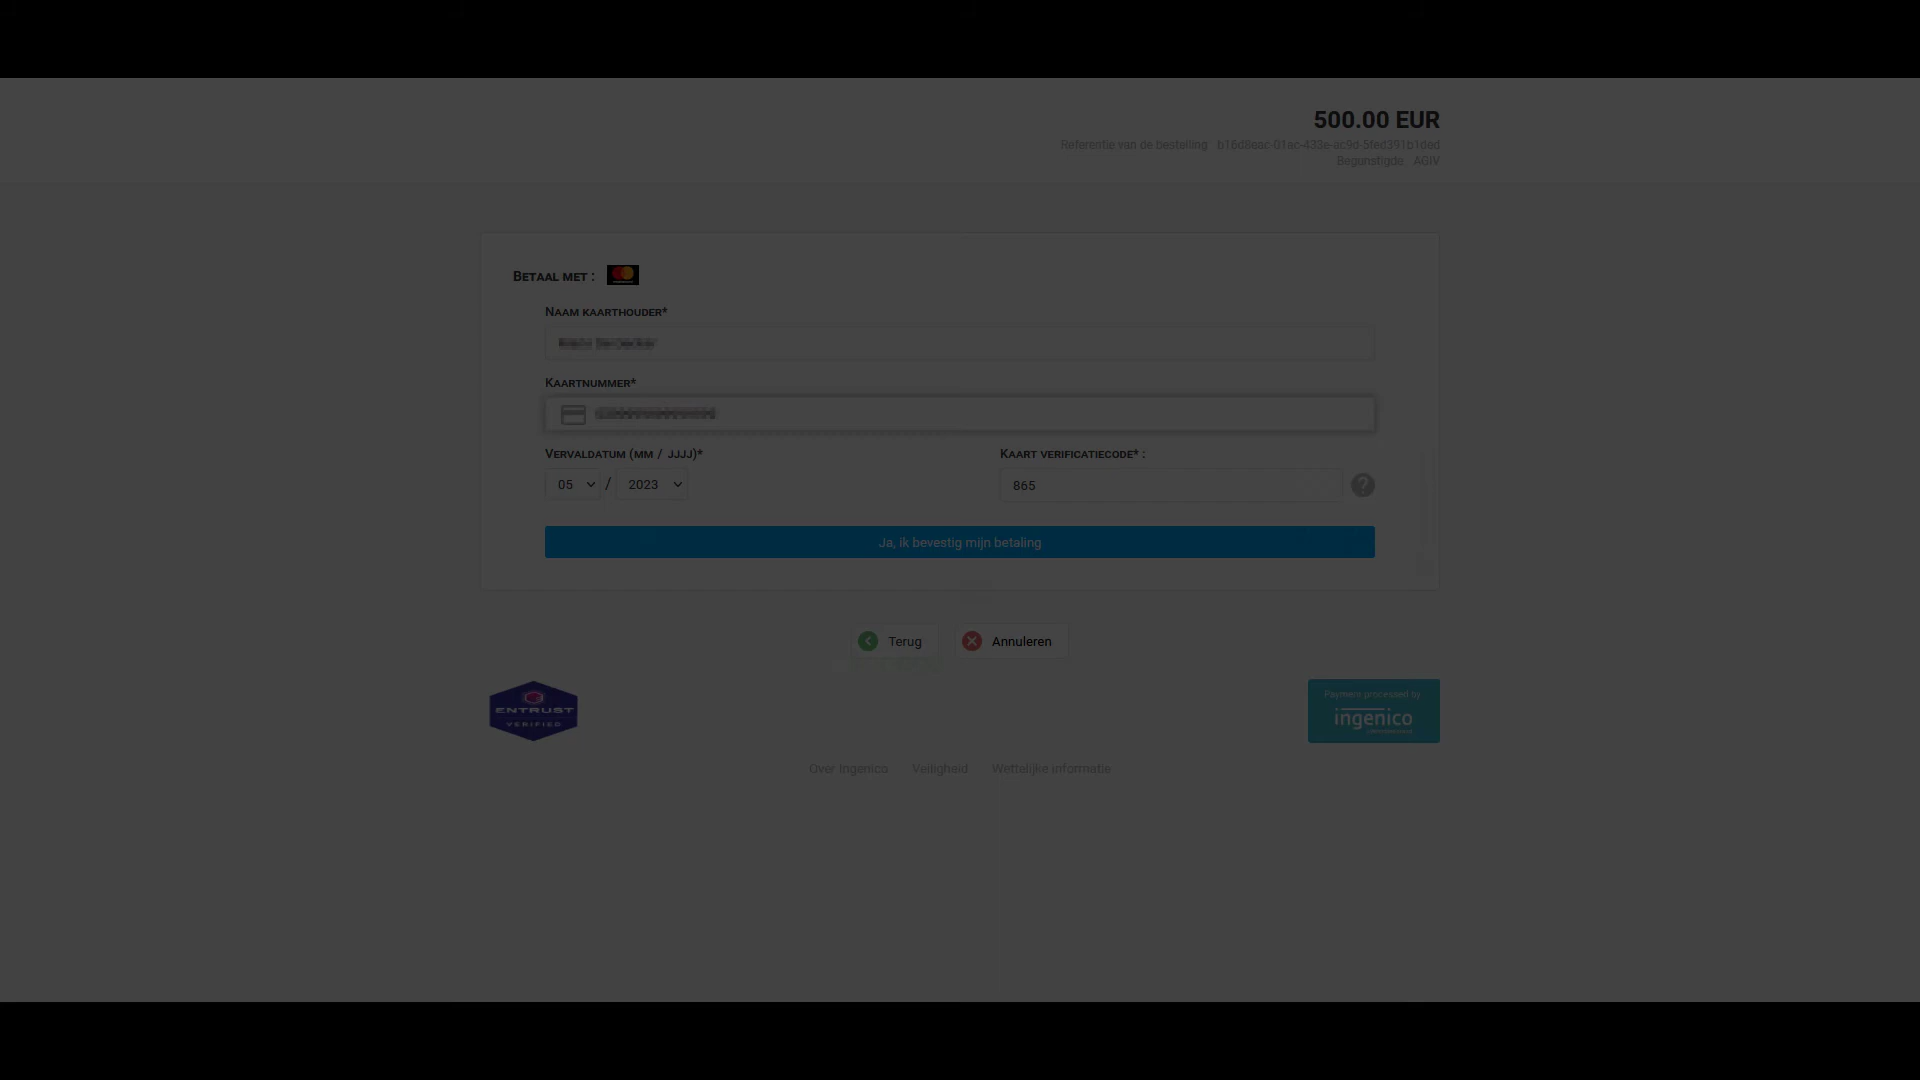 500.00 EUR
Referentie van de bestelling: b16d8eac-01ac-433e-ac9d-5fed391b1ded
Begunstigde: AGIV
BETAAL MET :
NAAM KAARTHOUDER*
KAARTNUMMER*
VERVALDATUM (MM / JJJJ)*
KAART VERIFICATIECODE* :
05 / 2023
865
?
Ja, ik bevestig mijn betaling
Terug
Annuleren
ENTRUST
VERIFIED
Payment processed by
ingenico
Over Ingenico
Veiligheid
Wettelijke informatie